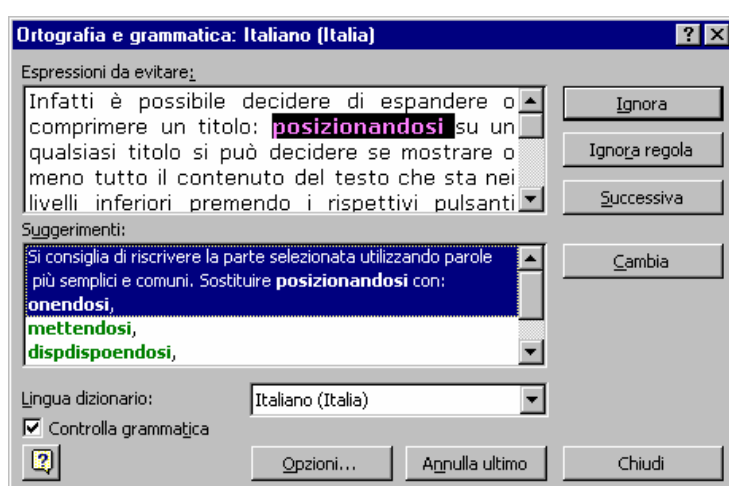 Ortografia e grammatica: Italiano (Italia)
Espressioni da evitare:
Infatti è possibile decidere di espandere o
comprimere un titolo: posizionandosi su un
qualsiasi titolo si può decidere se mostrare o
meno tutto il contenuto del testo che sta nei
livelli inferiori premendo i rispettivi pulsanti
Ignora
Ignora regola
Successiva
Suggerimenti:
Si consiglia di riscrivere la parte selezionata utilizzando parole
più semplici e comuni. Sostituire posizionandosi con:
onendosi,
mettendosi,
dispdispoendosi,
Cambia
Lingua dizionario:
Italiano (Italia)
Controlla grammatica
Opzioni...
Annulla ultimo
Chiudi